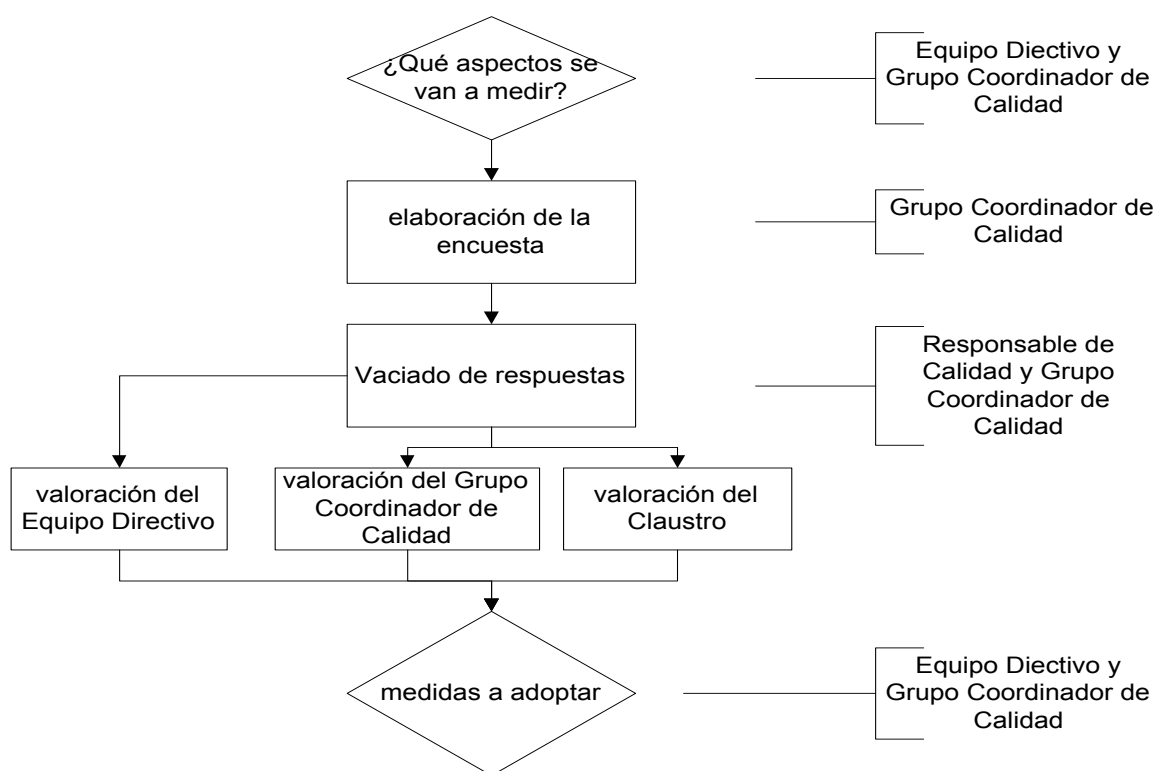 ¿Qué aspectos se
van a medir?
Equipo Diectivo y
Grupo Coordinador de
Calidad
elaboración de la
encuesta
Grupo Coordinador de
Calidad
Vaciado de respuestas
Responsable de
Calidad y Grupo
Coordinador de
Calidad
valoración del
Equipo Directivo
valoración del Grupo
Coordinador de
Calidad
valoración del
Claustro
medidas a adoptar
Equipo Diectivo y
Grupo Coordinador de
Calidad